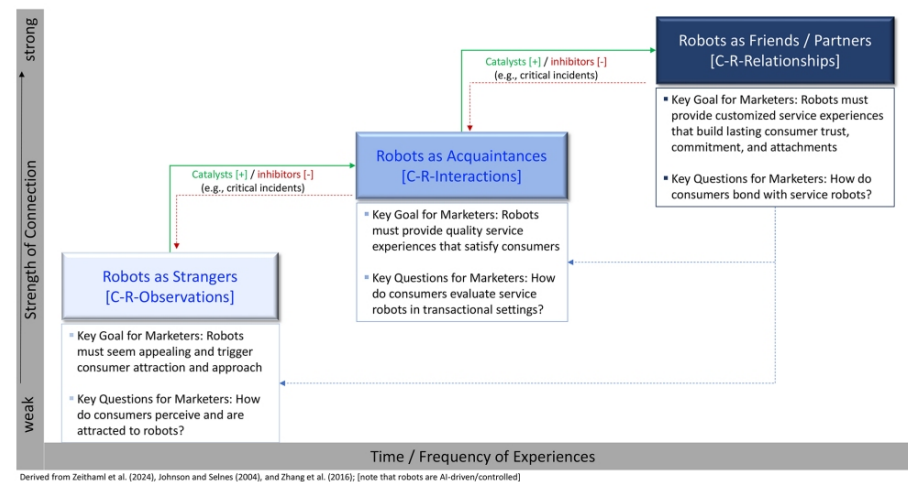 strong
Strength of Connection
weak
Robots as Friends / Partners
[C-R-Relationships]
Key Goal for Marketers: Robots must
provide customized service experiences
that build lasting consumer trust,
commitment, and attachments
Key Questions for Marketers: How do
consumers bond with service robots?
Catalysts [+] / inhibitors [-]
(e.g., critical incidents)
Robots as Acquaintances
[C-R-Interactions]
Key Goal for Marketers: Robots
must provide quality service
experiences that satisfy consumers
Key Questions for Marketers: How
do consumers evaluate service
robots in transactional settings?
Catalysts [+] / inhibitors [-]
(e.g., critical incidents)
Robots as Strangers
[C-R-Observations]
Key Goal for Marketers: Robots
must seem appealing and trigger
consumer attraction and approach
Key Questions for Marketers: How
do consumers perceive and are
attracted to robots?
Time / Frequency of Experiences
Derived from Zeithaml et al. (2024), Johnson and Selnes (2004), and Zhang et al. (2016); [note that robots are AI-driven/controlled]